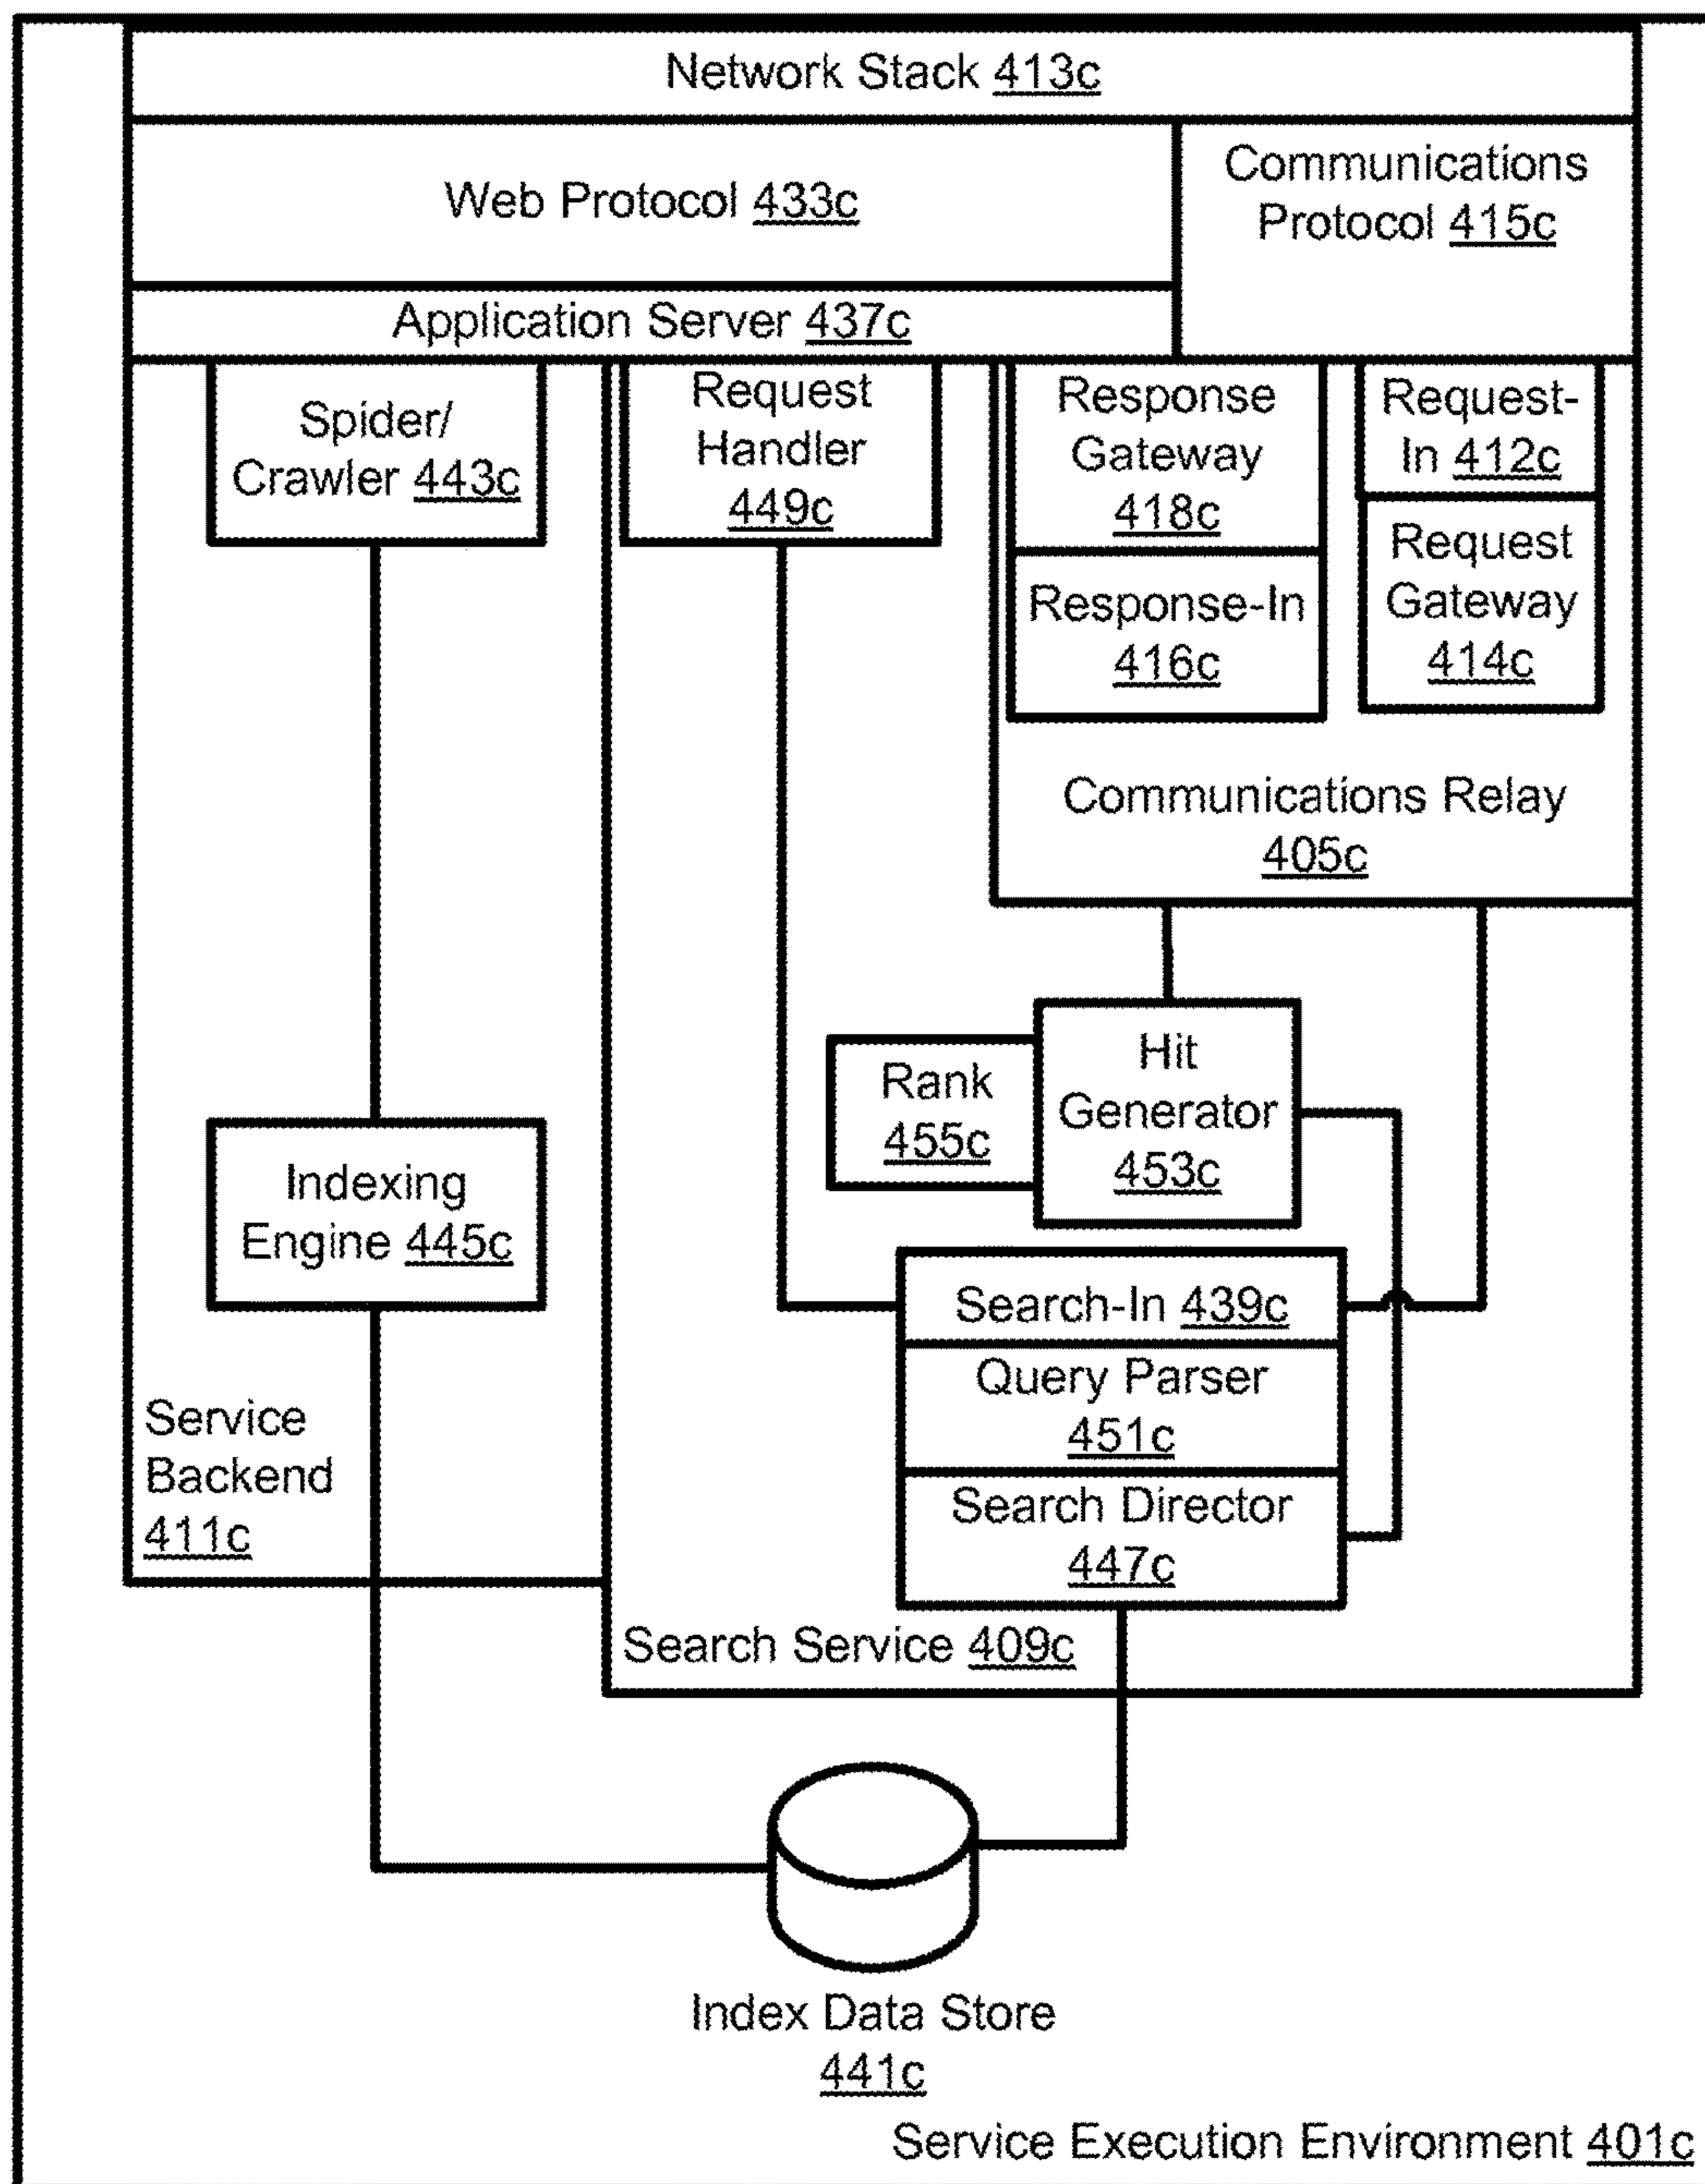 Network Stack 413c
Web Protocol 433c
Communications
Protocol 415c
Application Server 437c
Spider/
Crawler 443c
Request
Handler
449c
Response
Gateway
418c
Response-In
416c
Request-
In 412c
Request
Gateway
414c
Communications Relay
405c
Rank
455c
Hit
Generator
453c
Indexing
Engine 445c
Search-In 439c
Query Parser
451c
Search Director
447c
Service
Backend
411c
Search Service 409c
Index Data Store
441c
Service Execution Environment 401c